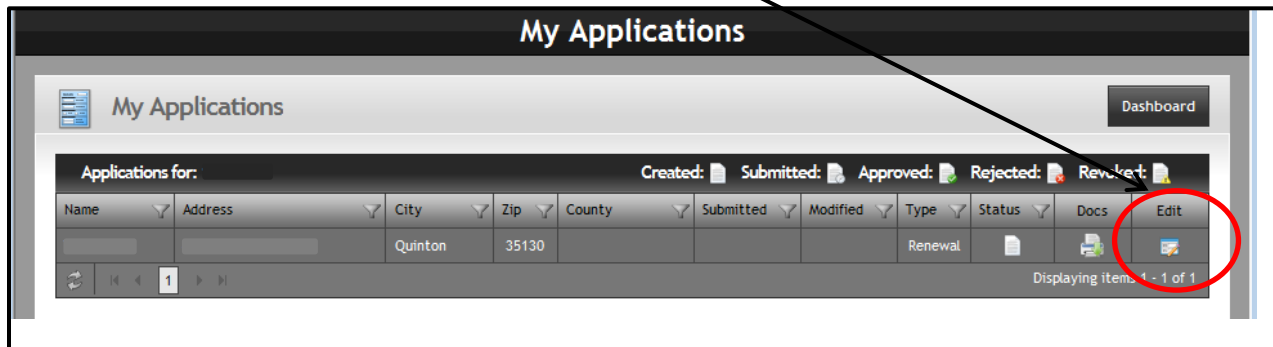 My Applications
My Applications
Dashboard
Applications for:
Created: Submitted: Approved: Rejected: Revoked:
Name Address City Zip County Submitted Modified Type Status Docs Edit
Quinton 35130 Renewal
1 Displaying items 1 - 1 of 1